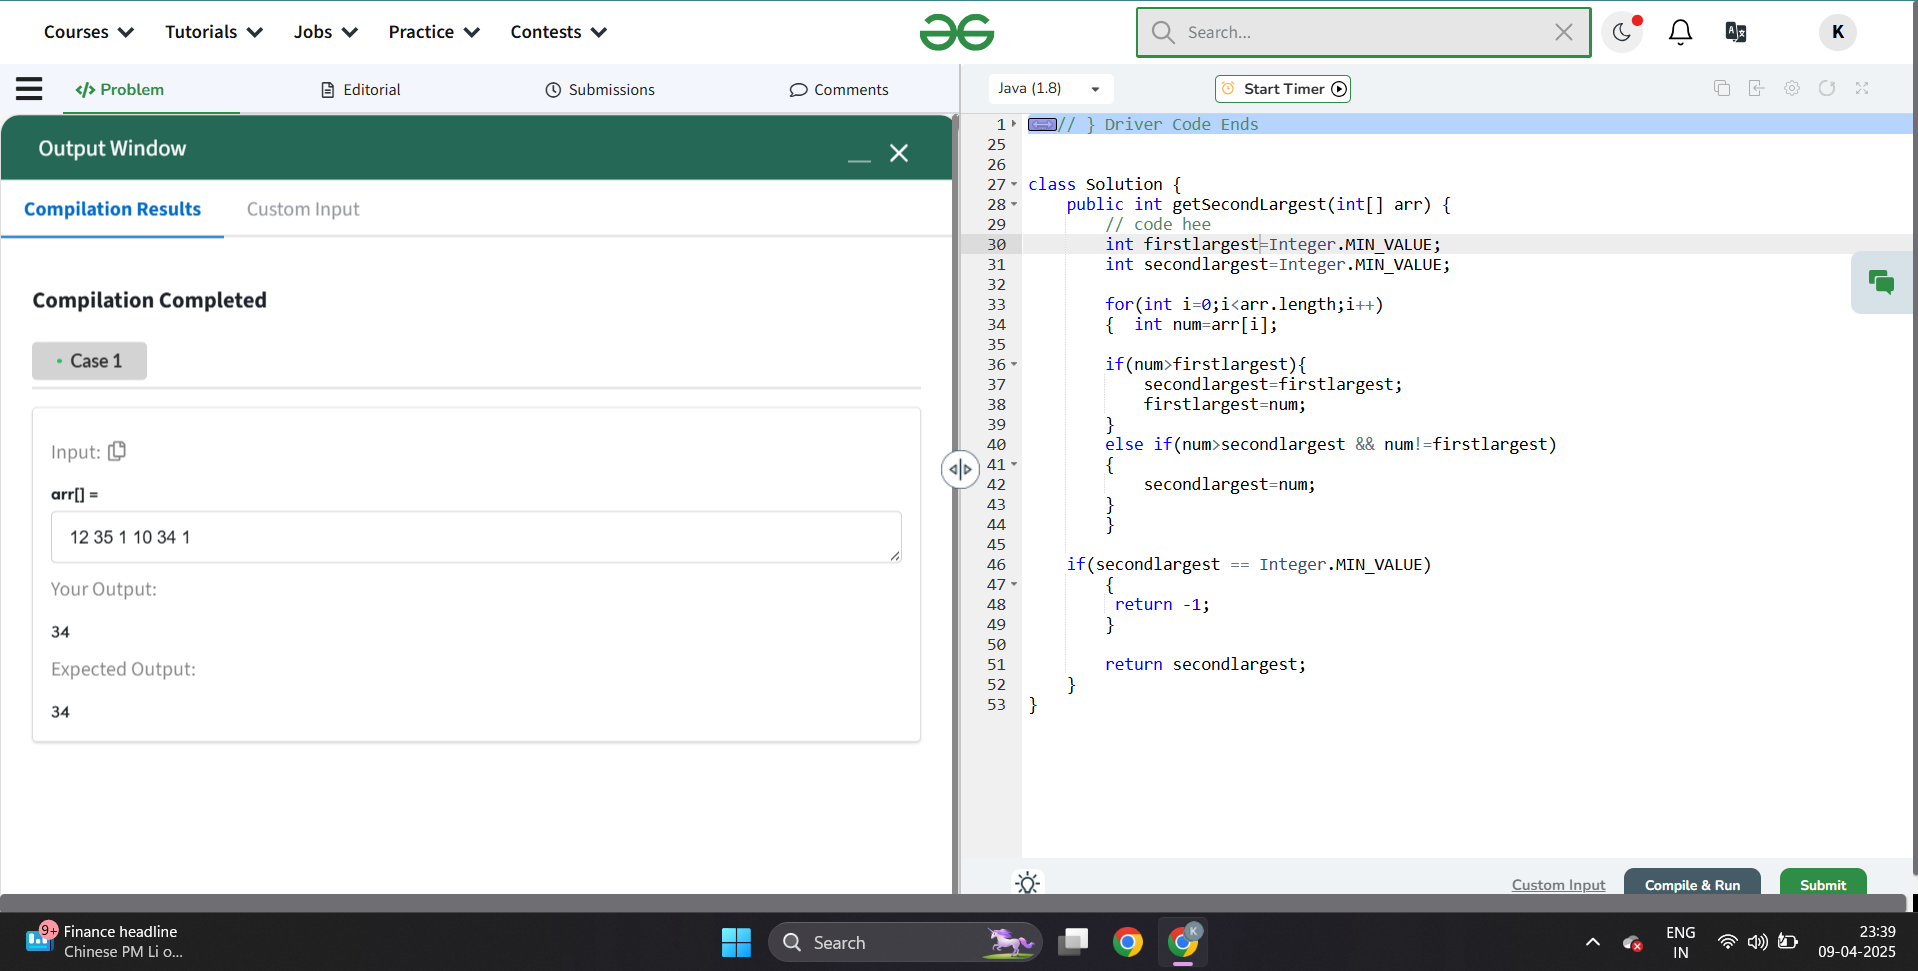 Courses Tutorials Jobs Practice Contests
Search...
K
Problem Editorial Submissions Comments
Java (1.8) Start Timer
Output Window
Compilation Results Custom Input
Compilation Completed
Case 1
Input:
arr[] =
12 35 1 10 34 1
Your Output:
34
Expected Output:
34
1 // } Driver Code Ends
25
26
27 class Solution {
28 public int getSecondLargest(int[] arr) {
29 // code hee
30 int firstlargest=Integer.MIN_VALUE;
31 int secondlargest=Integer.MIN_VALUE;
32
33 for(int i=0;i<arr.length;i++)
34 { int num=arr[i];
35
36 if(num>firstlargest){
37 secondlargest=firstlargest;
38 firstlargest=num;
39 }
40 else if(num>secondlargest && num!=firstlargest)
41 {
42 secondlargest=num;
43 }
44 }
45
46 if(secondlargest == Integer.MIN_VALUE)
47 {
48 return -1;
49 }
50
51 return secondlargest;
52 }
53 }
Custom Input Compile & Run Submit
9+
Finance headline
Chinese PM Li o...
Search
K
ENG
IN
23:39
09-04-2025